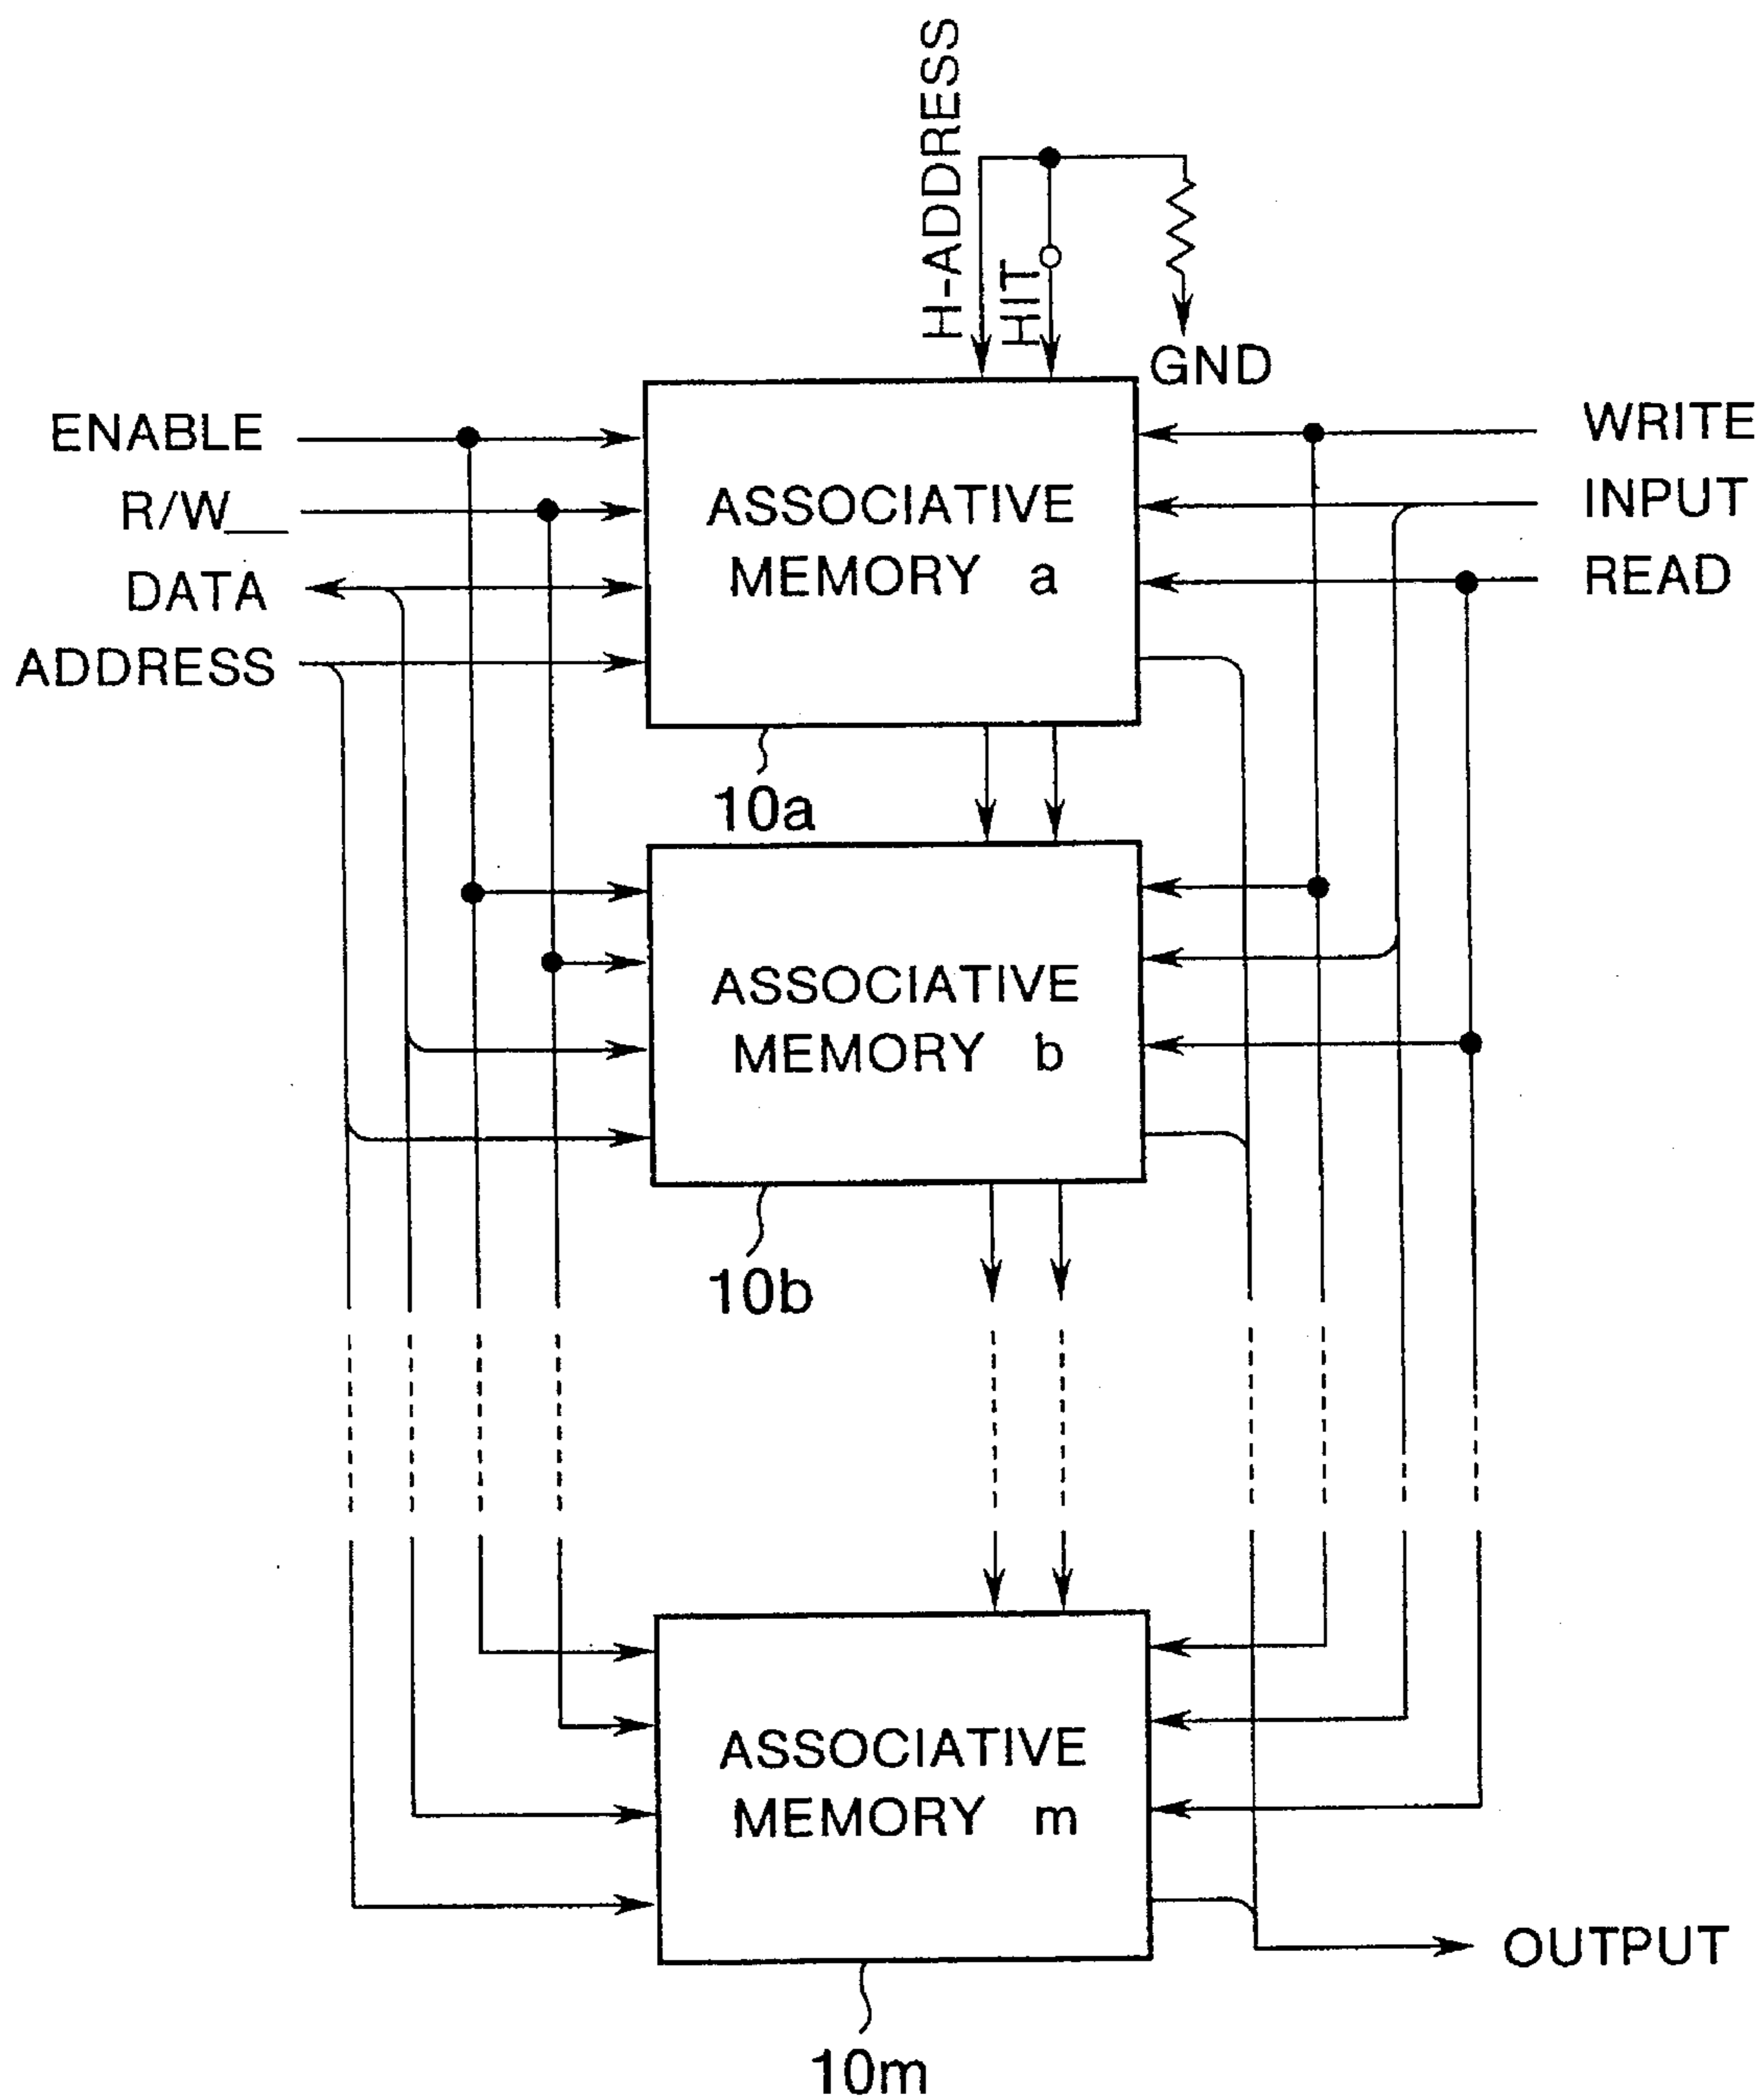 H-ADDRESS
HIT
GND
ENABLE
R/W__
DATA
ADDRESS
WRITE
INPUT
READ
ASSOCIATIVE
MEMORY a
10a
ASSOCIATIVE
MEMORY b
10b
ASSOCIATIVE
MEMORY m
10m
OUTPUT